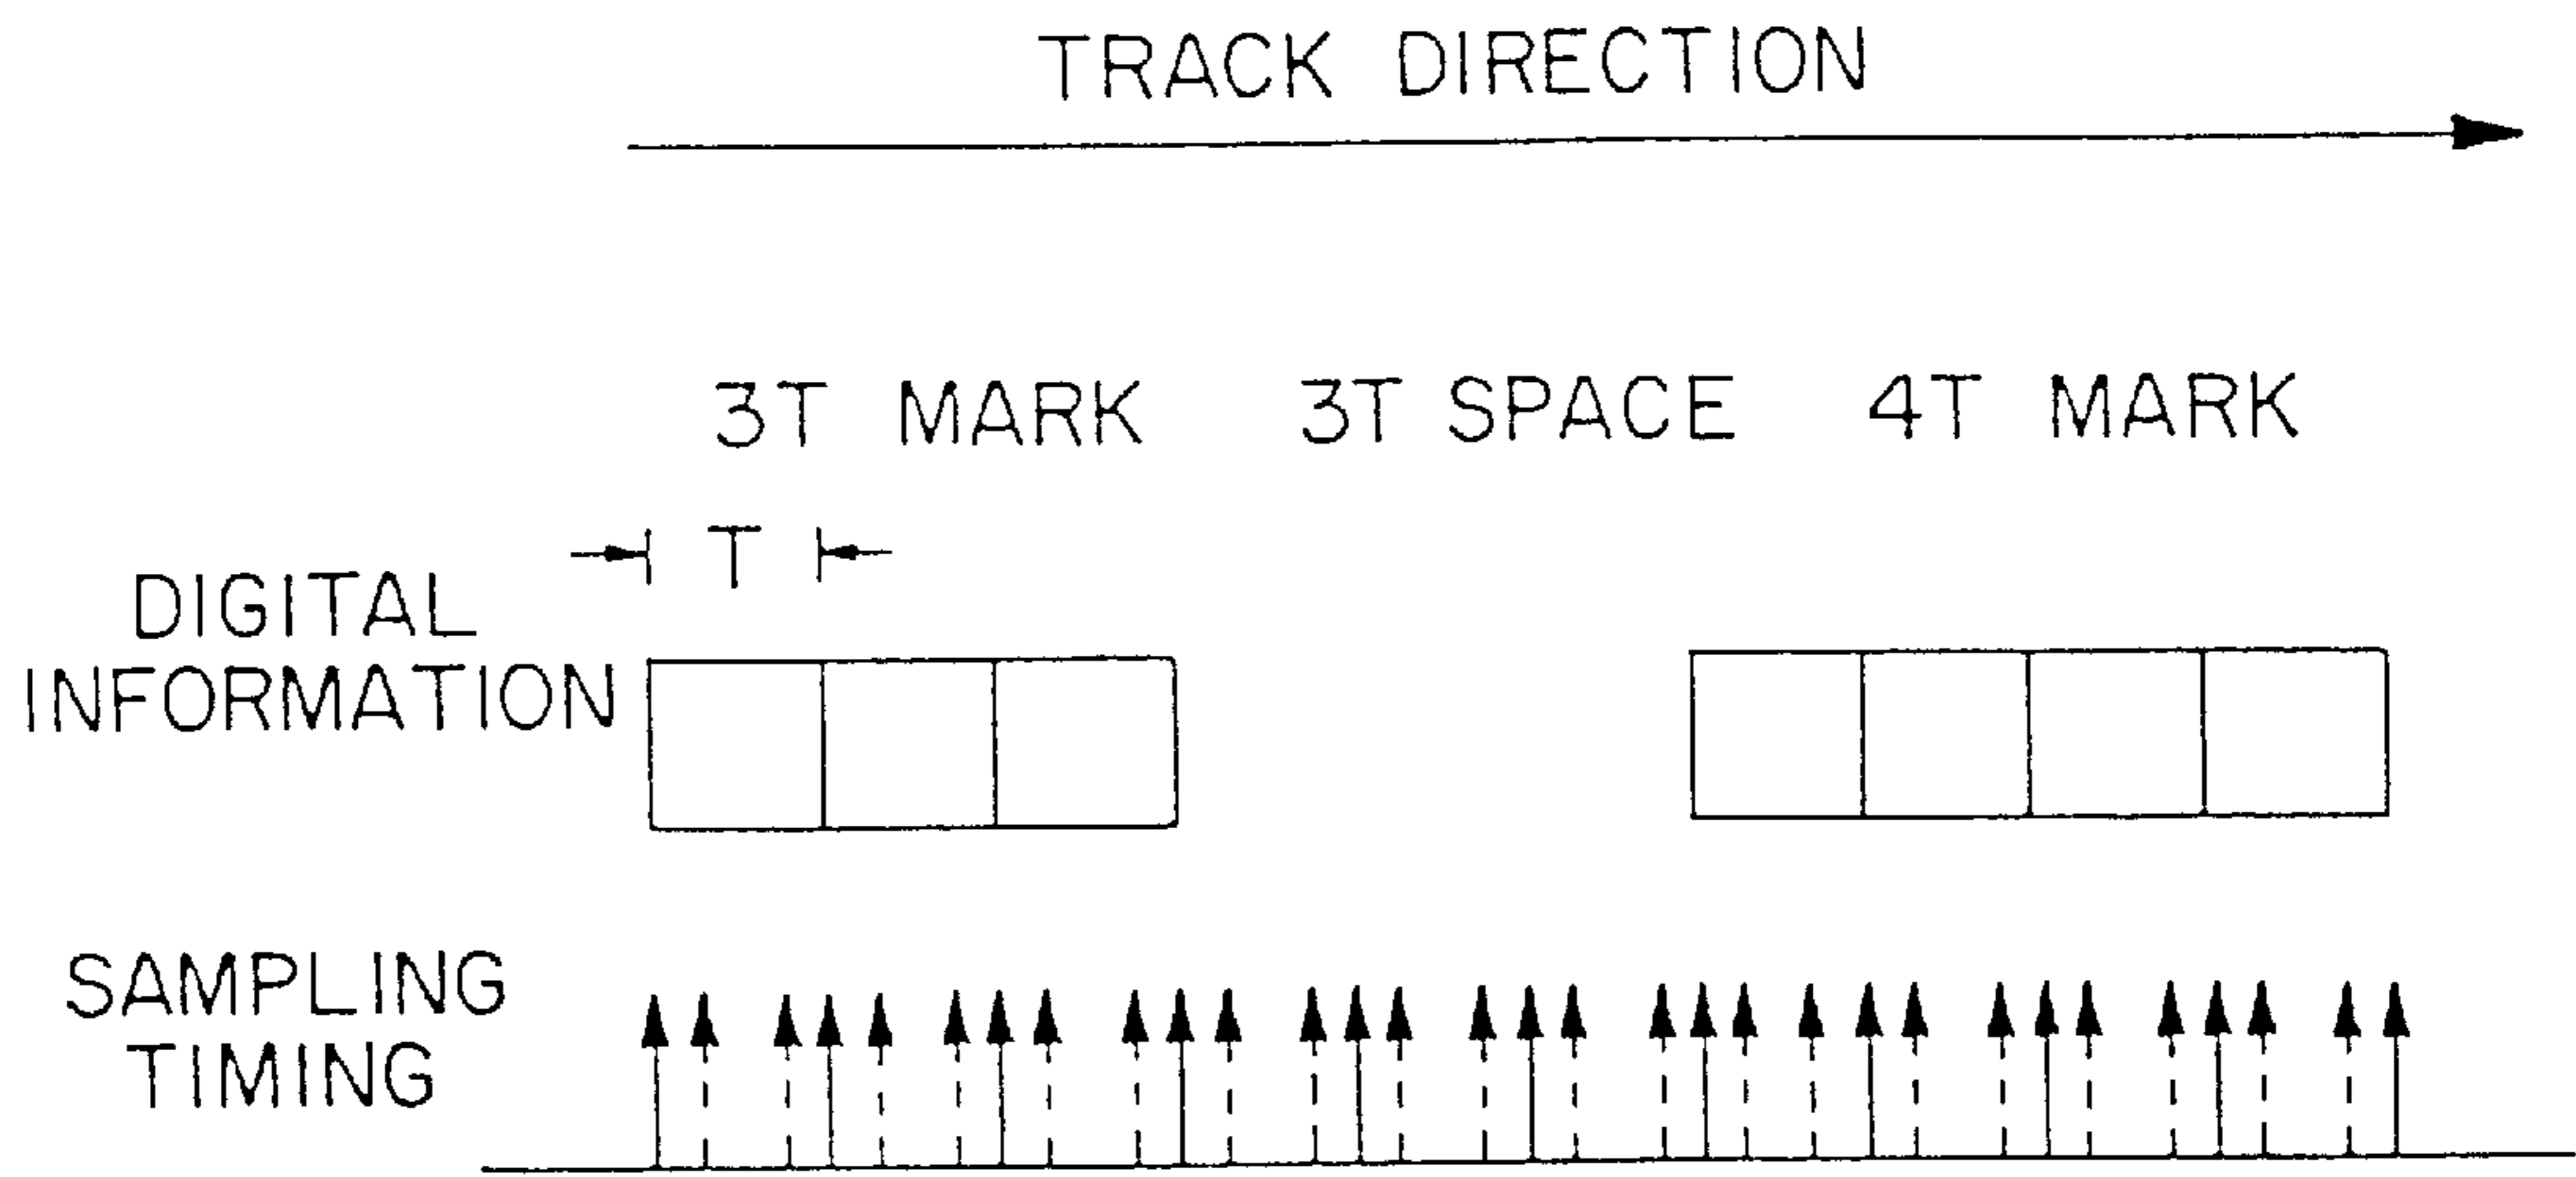 TRACK DIRECTION
3T MARK 3T SPACE 4T MARK
T
DIGITAL
INFORMATION
SAMPLING
TIMING